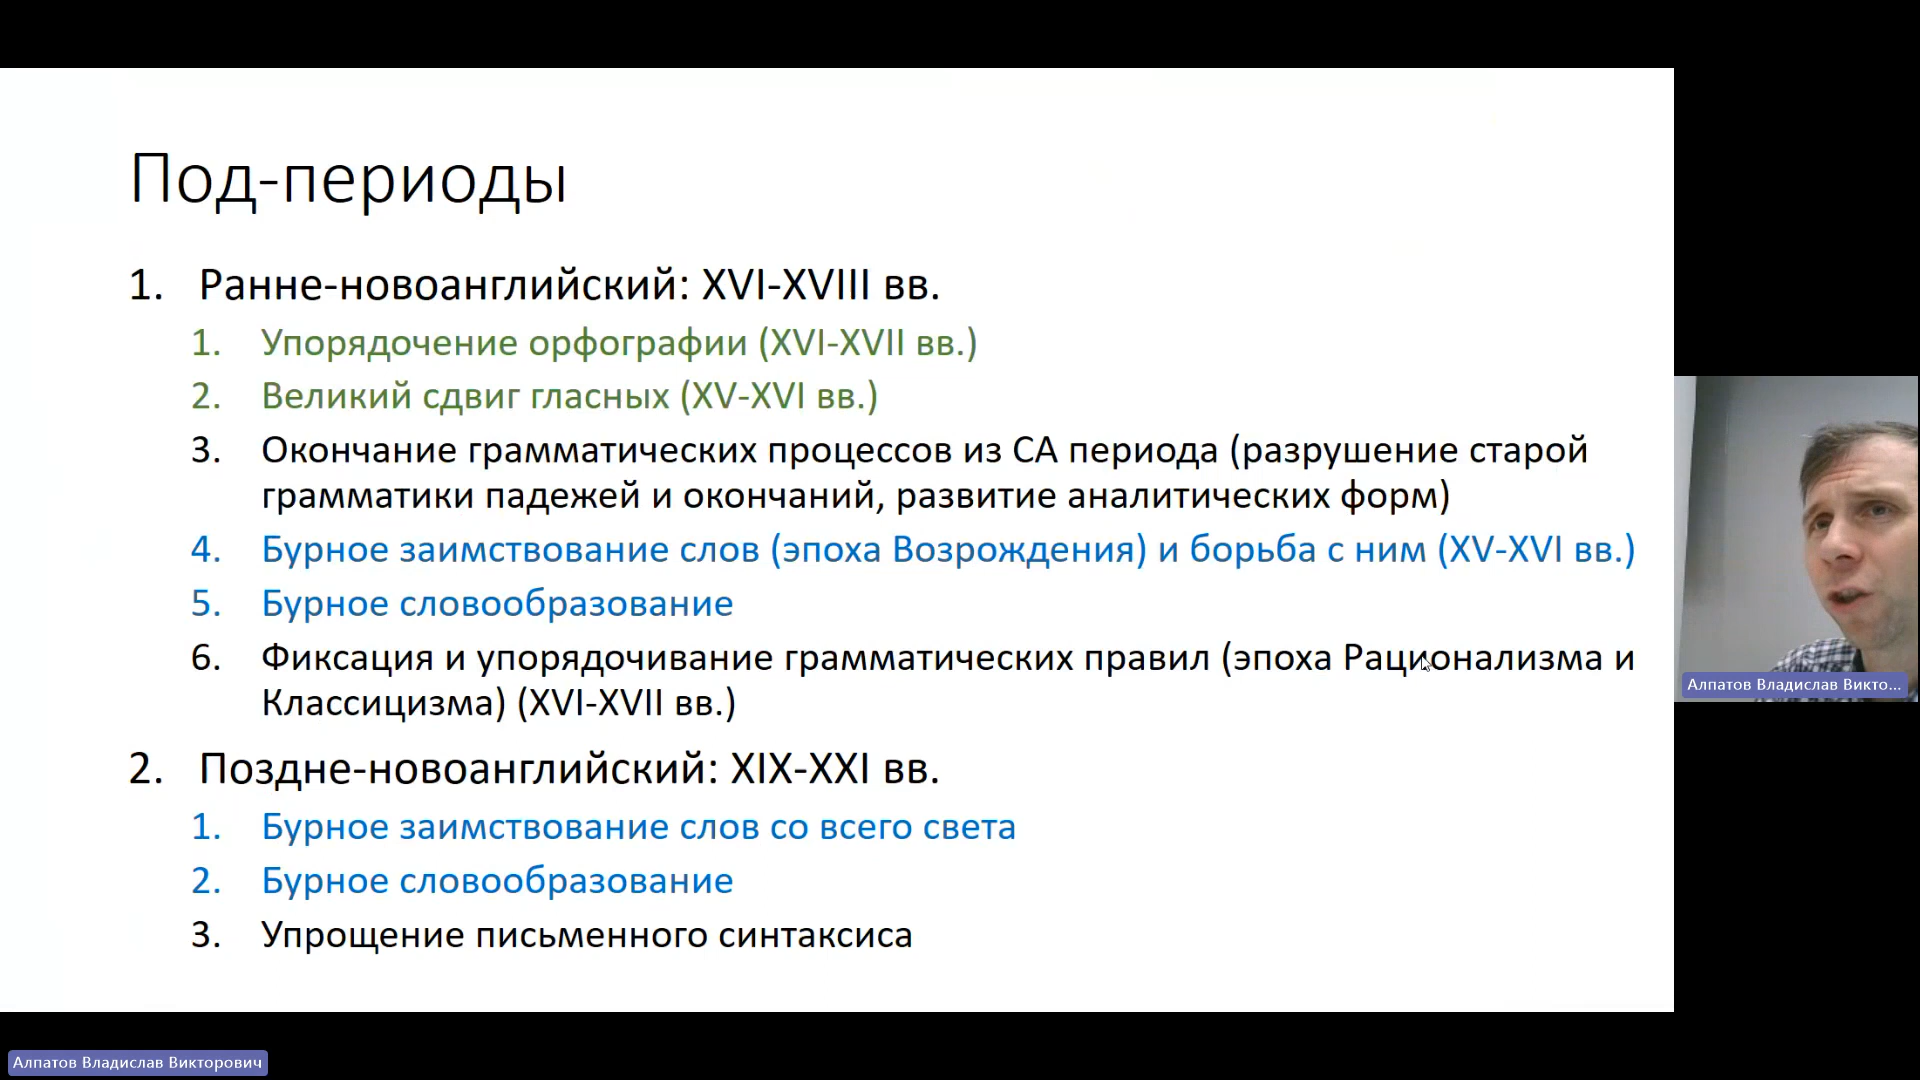 Под-периоды
1. Ранне-новоанглийский: XVI-XVIII вв.
1. Упорядочение орфографии (XVI-XVII вв.)
2. Великий сдвиг гласных (XV-XVI вв.)
3. Окончание грамматических процессов из СА периода (разрушение старой
грамматики падежей и окончаний, развитие аналитических форм)
4. Бурное заимствование слов (эпоха Возрождения) и борьба с ним (XV-XVI вв.)
5. Бурное словообразование
6. Фиксация и упорядочивание грамматических правил (эпоха Рационализма и
Классицизма) (XVI-XVII вв.)
2. Поздне-новоанглийский: XIX-XXI вв.
1. Бурное заимствование слов со всего света
2. Бурное словообразование
3. Упрощение письменного синтаксиса
Алпатов Владислав Викто...
Алпатов Владислав Викторович